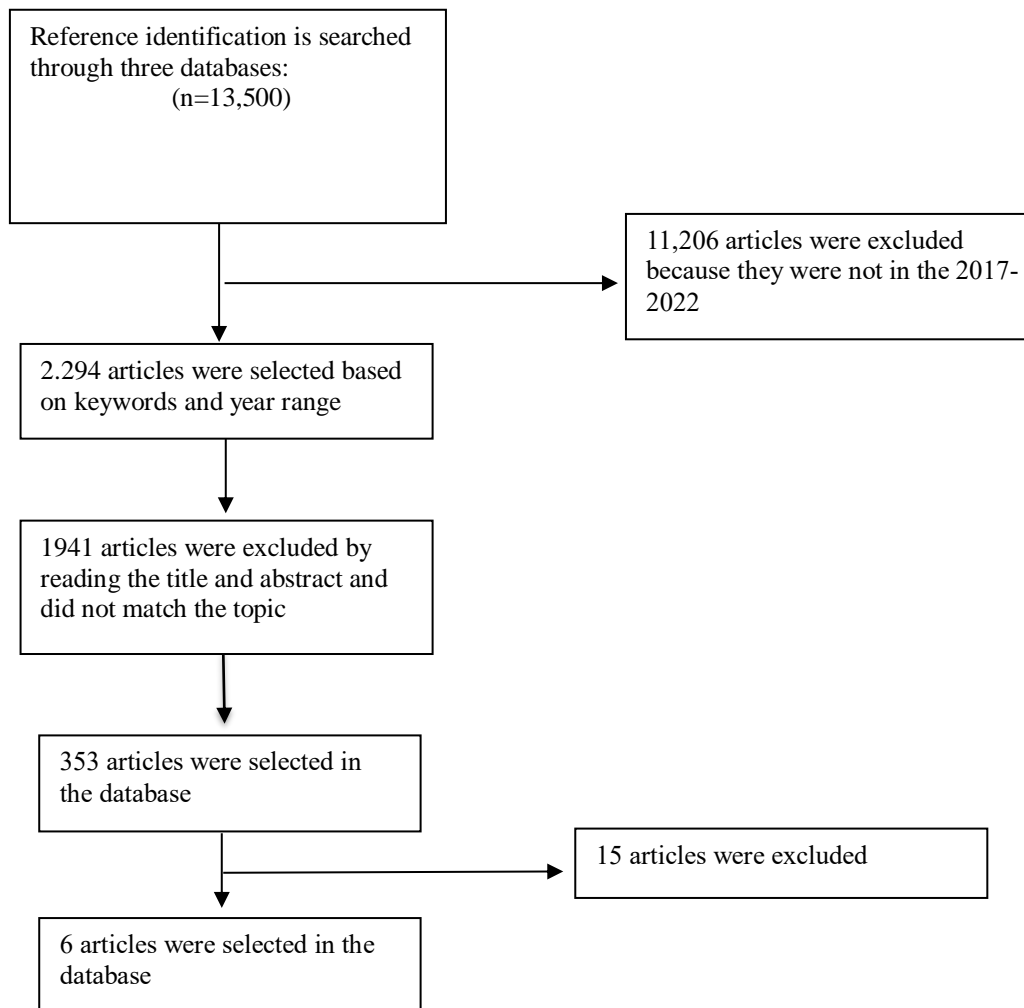 Reference identification is searched
through three databases:
(n=13,500)
11,206 articles were excluded
because they were not in the 2017-
2022
2.294 articles were selected based
on keywords and year range
1941 articles were excluded by
reading the title and abstract and
did not match the topic
353 articles were selected in
the database
15 articles were excluded
6 articles were selected in the
database